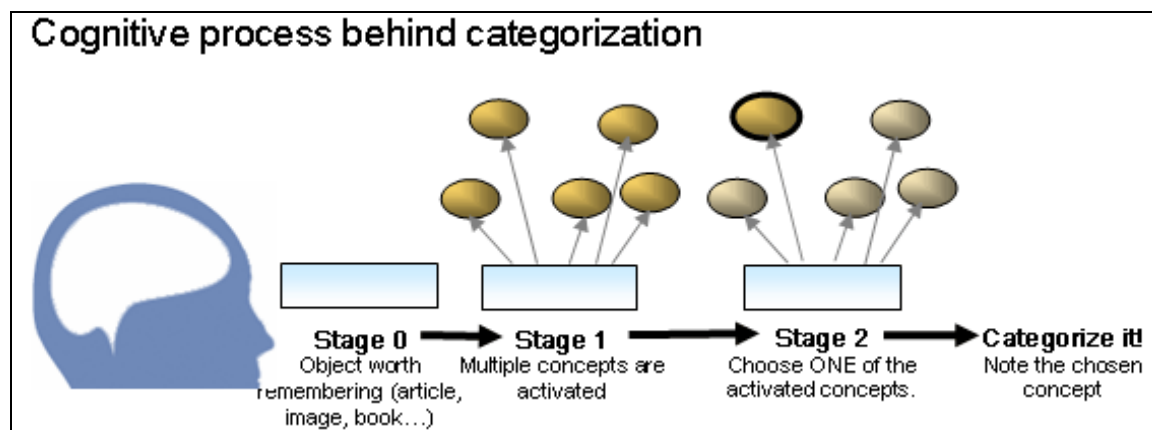 Cognitive process behind categorization
Stage 0
Object worth
remembering (article,
image, book…)
Stage 1
Multiple concepts are
activated
Stage 2
Choose ONE of the
activated concepts.
Categorize it!
Note the chosen
concept